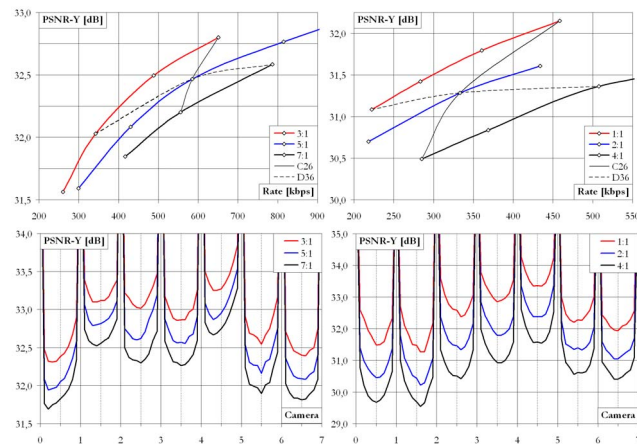 PSNR-Y [dB]
33,0
32,5
32,0
31,5
3:1
5:1
7:1
C26
D36
Rate [kbps]
200 300 400 500 600 700 800 900
PSNR-Y [dB]
32,0
31,5
31,0
30,5
30,0
1:1
2:1
4:1
C26
D36
Rate [kbps]
200 250 300 350 400 450 500 550
PSNR-Y [dB]
34,0
33,5
33,0
32,5
32,0
31,5
3:1
5:1
7:1
Camera
0 1 2 3 4 5 6 7
PSNR-Y [dB]
35,0
34,0
33,0
32,0
31,0
30,0
29,0
1:1
2:1
4:1
Camera
0 1 2 3 4 5 6 7